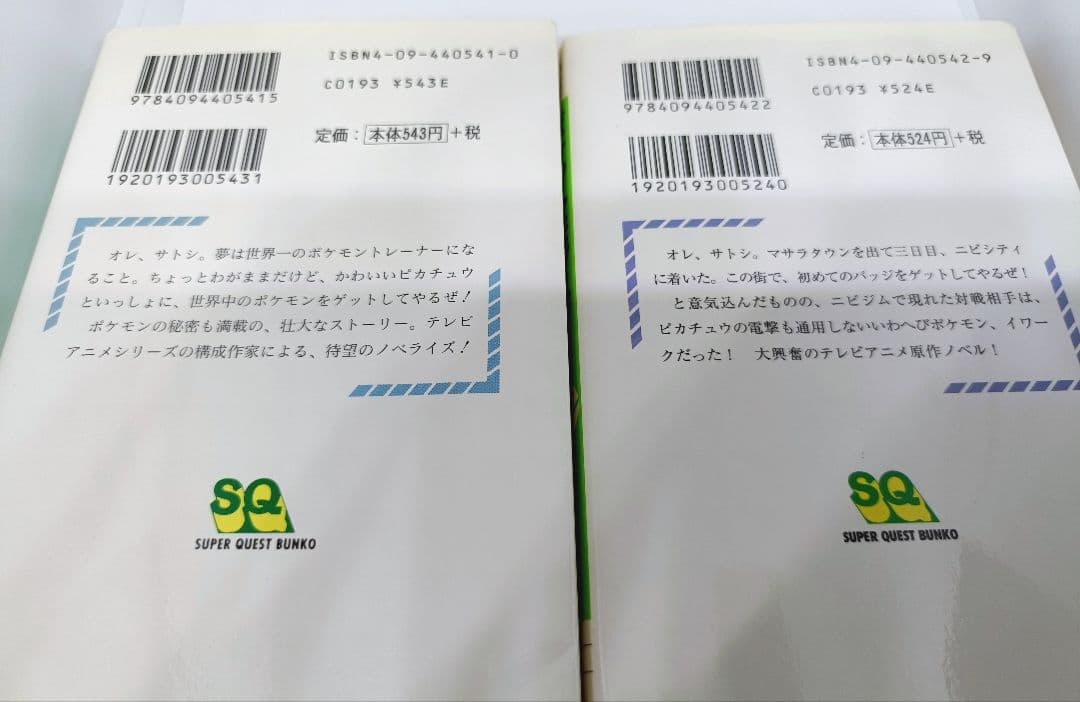 ISBN4-09-440541-0
9784094405415
C0193 ¥543E
定価：本体543円+税
1920193005431
オレ、サトシ。夢は世界一のポケモントレーナーにな
ること。ちょっとわがままだけど、かわいいピカチュウ
といっしょに、世界中のポケモンをゲットしてやるぜ！
ポケモンの秘密も満載の、壮大なストーリー。テレビ
アニメシリーズの構成作家による、待望のノベライズ！
SQ
SUPER QUEST BUNKO
ISBN4-09-440542-9
9784094405422
C0193 ¥524E
定価：本体524円+税
1920193005240
オレ、サトシ。マサラタウンを出て三日目、ニビシティ
に着いた。この街で、初めてのバッジをゲットしてやるぜ！
と意気込んだものの、ニビジムで現れた対戦相手は、
ピカチュウの電撃も通用しないいわへびポケモン、イワー
クだった！　大興奮のテレビアニメ原作ノベル！
SQ
SUPER QUEST BUNKO